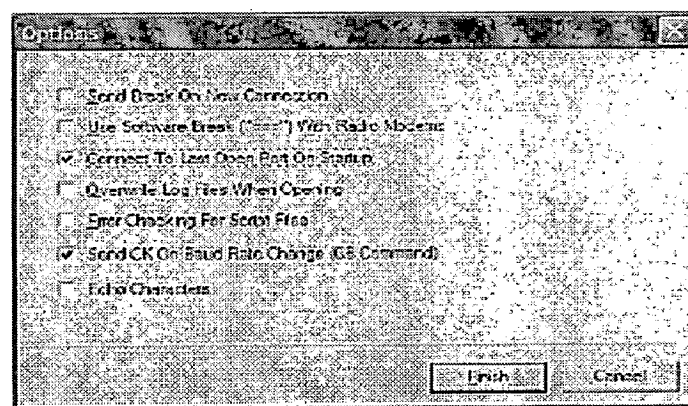 Options
Send Break On New Connection
Use Software Break ("===") With Radio Modems
Connect To Last Open Port On Startup
Overwrite Log Files When Opening
Error Checking For Script Files
Send CK On Baud Rate Change (GB Command)
Echo Characters
Finish
Cancel